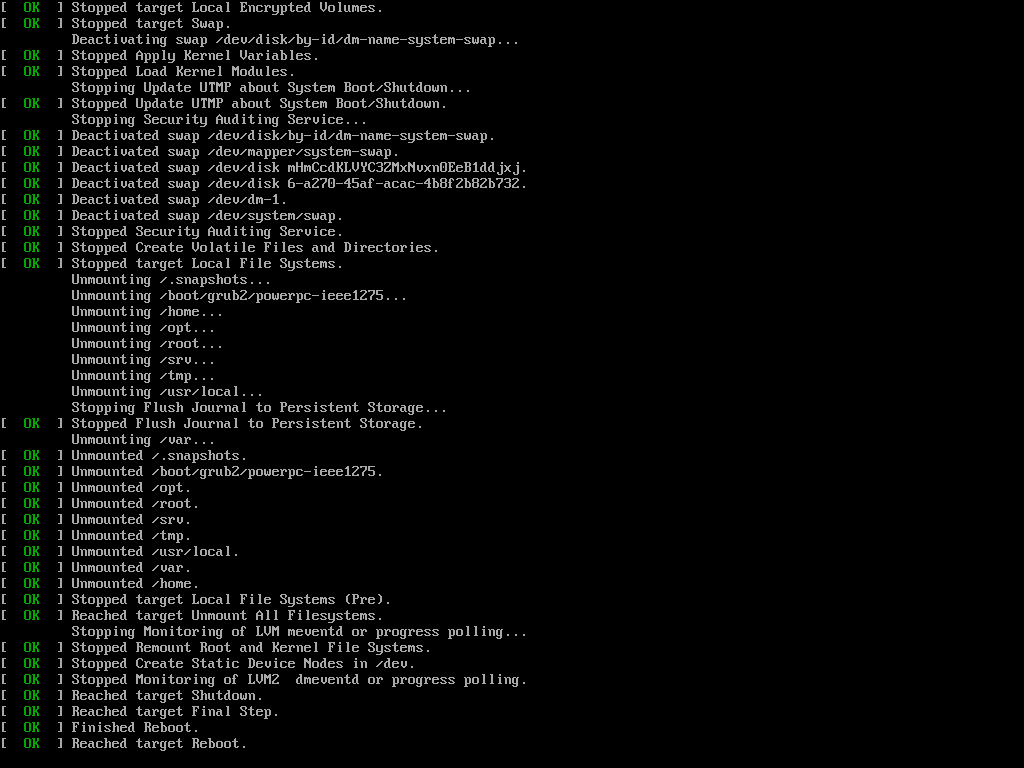 [  OK  ] Stopped target Local Encrypted Volumes.
[  OK  ] Stopped target Swap.
         Deactivating swap /dev/disk/by-id/dm-name-system-swap...
[  OK  ] Stopped Apply Kernel Variables.
[  OK  ] Stopped Load Kernel Modules.
         Stopping Update UTMP about System Boot/Shutdown...
[  OK  ] Stopped Update UTMP about System Boot/Shutdown.
         Stopping Security Auditing Service...
[  OK  ] Deactivated swap /dev/disk/by-id/dm-name-system-swap.
[  OK  ] Deactivated swap /dev/mapper/system-swap.
[  OK  ] Deactivated swap /dev/disk mHmCcdKLVYC3ZMxNvxn0EeB1ddjxj.
[  OK  ] Deactivated swap /dev/disk 6-a270-45af-acac-4b8f2b82b732.
[  OK  ] Deactivated swap /dev/dm-1.
[  OK  ] Deactivated swap /dev/system/swap.
[  OK  ] Stopped Security Auditing Service.
[  OK  ] Stopped Create Volatile Files and Directories.
[  OK  ] Stopped target Local File Systems.
         Unmounting /.snapshots...
         Unmounting /boot/grub2/powerpc-ieee1275...
         Unmounting /home...
         Unmounting /opt...
         Unmounting /root...
         Unmounting /srv...
         Unmounting /tmp...
         Unmounting /usr/local...
         Stopping Flush Journal to Persistent Storage...
[  OK  ] Stopped Flush Journal to Persistent Storage.
         Unmounting /var...
[  OK  ] Unmounted /.snapshots.
[  OK  ] Unmounted /boot/grub2/powerpc-ieee1275.
[  OK  ] Unmounted /opt.
[  OK  ] Unmounted /root.
[  OK  ] Unmounted /srv.
[  OK  ] Unmounted /tmp.
[  OK  ] Unmounted /usr/local.
[  OK  ] Unmounted /var.
[  OK  ] Unmounted /home.
[  OK  ] Stopped target Local File Systems (Pre).
[  OK  ] Reached target Unmount All Filesystems.
         Stopping Monitoring of LVM meventd or progress polling...
[  OK  ] Stopped Remount Root and Kernel File Systems.
[  OK  ] Stopped Create Static Device Nodes in /dev.
[  OK  ] Stopped Monitoring of LVM2  dmeventd or progress polling.
[  OK  ] Reached target Shutdown.
[  OK  ] Reached target Final Step.
[  OK  ] Finished Reboot.
[  OK  ] Reached target Reboot.